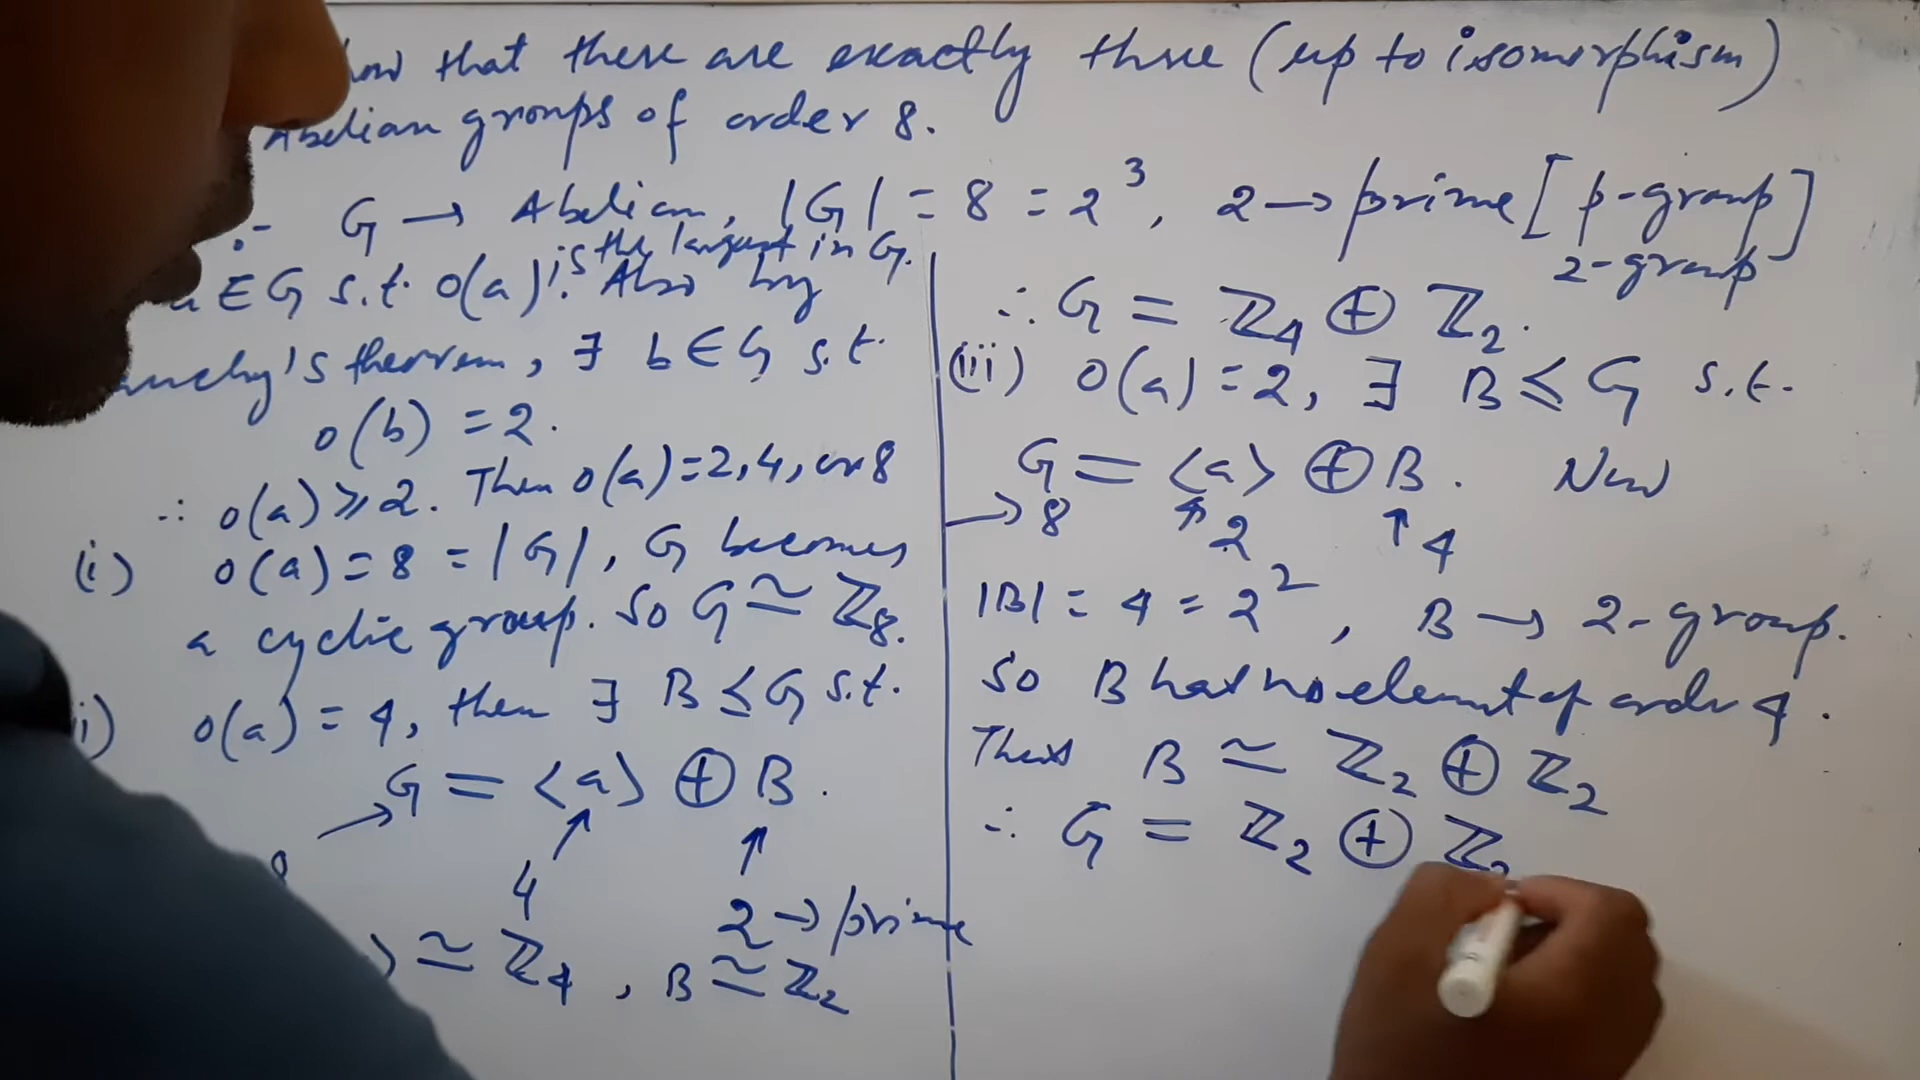 that there are exactly three (up to isomorphism)
Abelian groups of order 8.
G → Abelian, |G| = 8 = 2³, 2 → prime [p-group]
2-group
is the largest in G.
∈ G s.t. o(a). Also by
theorem, ∃ b ∈ G s.t.
o(b) = 2.
∴ o(a) ≥ 2. Then o(a) = 2, 4, or 8
(i) o(a) = 8 = |G|, G becomes
a cyclic group. So G ≅ ℤ₈.
o(a) = 4, then ∃ B ≤ G s.t.
G = <a> ⊕ B.
→ ↑ ↑
4 2 → prime
≃ ℤ₄, B ≅ ℤ₂
∴ G = ℤ₄ ⊕ ℤ₂.
(iii) o(a) = 2, ∃ B ≤ G s.t.
G = <a> ⊕ B. Now
→ 8 ↑ 2 ↑ 4
|B| = 4 = 2², B → 2-group.
So B has no element of order 4.
Thus B ≃ ℤ₂ ⊕ ℤ₂
∴ G = ℤ₂ ⊕ ℤ₂